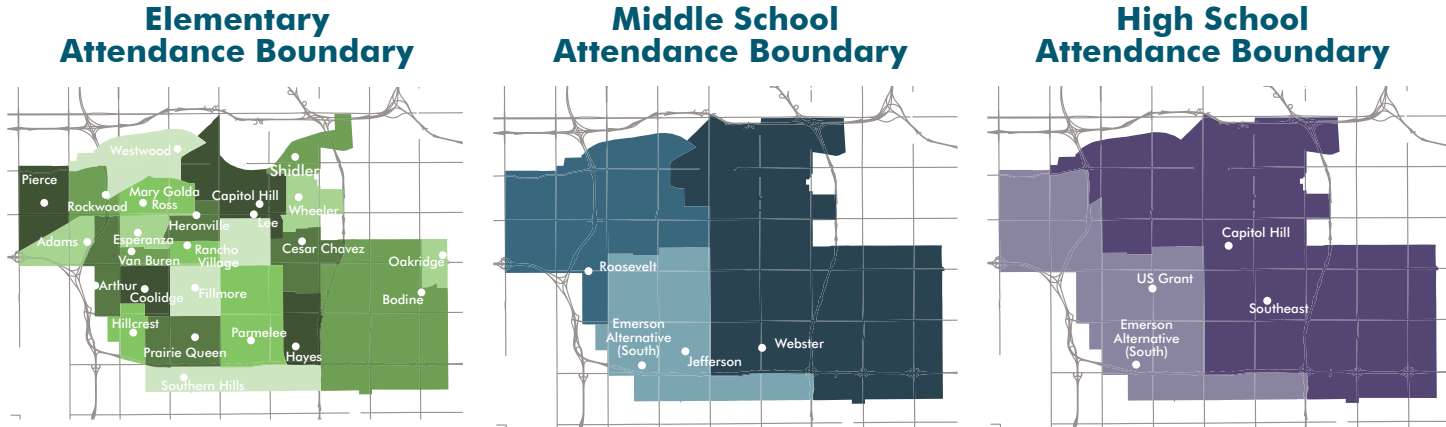 Elementary
Attendance Boundary
Westwood
Shidler
Pierce
Mary Golda
Ross
Capitol Hill
Rockwood
Wheeler
Lee
Heronville
Adams
Esperanza
Rancho
Village
Cesar Chavez
Van Buren
Oakridge
Arthur
Coolidge
Fillmore
Bodine
Hillcrest
Parmelee
Prairie Queen
Hayes
Southern Hills
Middle School
Attendance Boundary
Roosevelt
Emerson
Alternative
(South)
Jefferson
Webster
High School
Attendance Boundary
Capitol Hill
US Grant
Southeast
Emerson
Alternative
(South)